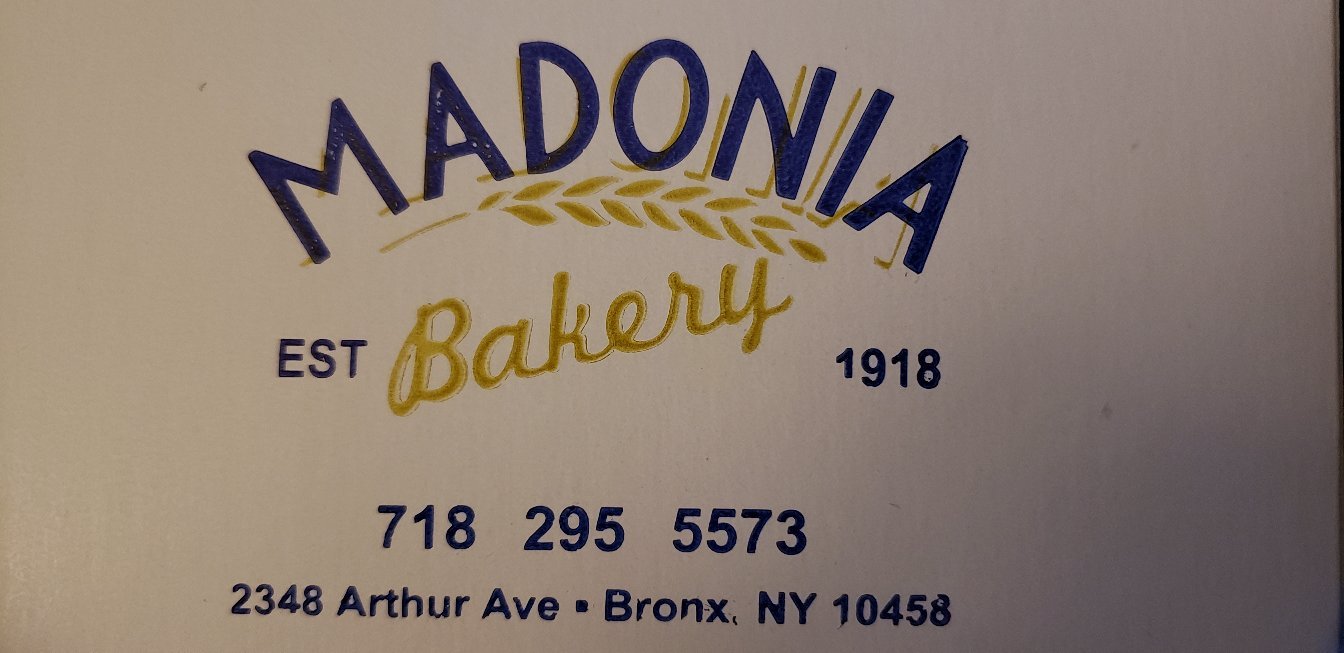 MADONIA
Bakery
EST 1918
718 295 5573
2348 Arthur Ave ▪ Bronx, NY 10458